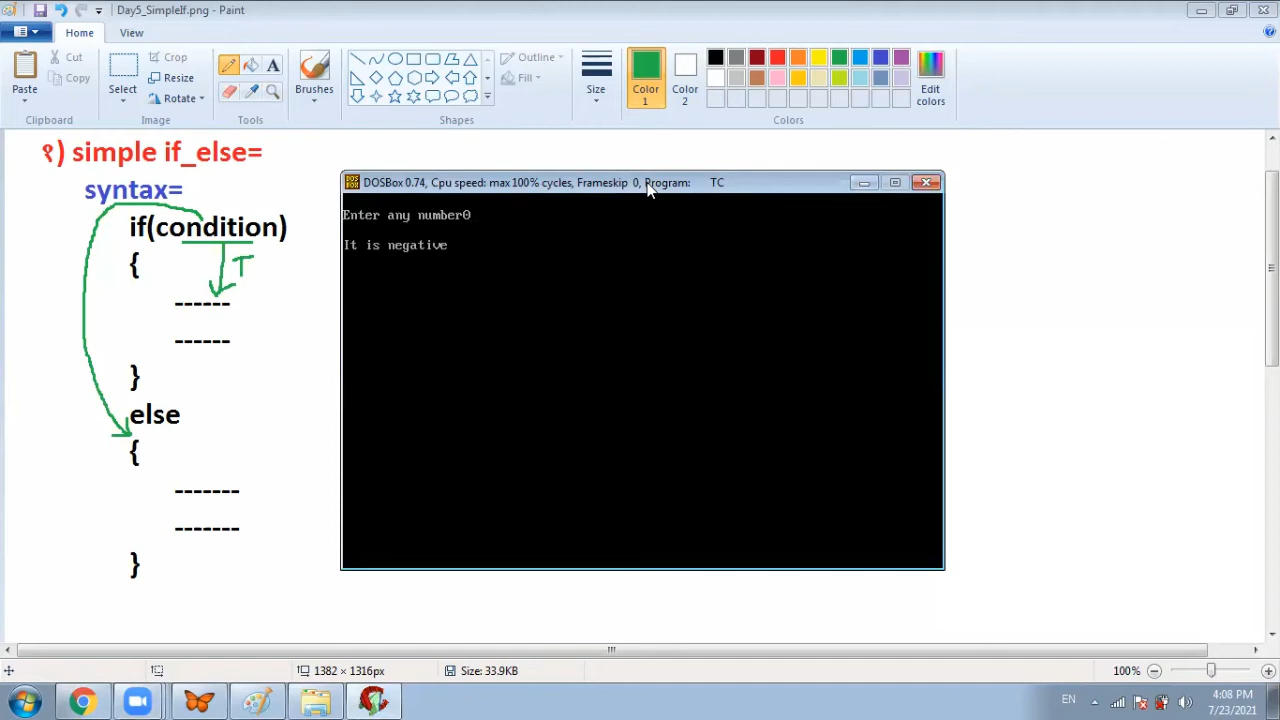 Day5_SimpleIf.png - Paint
Home
View
Paste
Cut
Copy
Clipboard
Select
Crop
Resize
Rotate
Image
A
Tools
Brushes
Shapes
Outline
Fill
Size
Color
1
Color
2
Edit
colors
Colors
१) simple if_else=
syntax=
if(condition)
{
T
------
------
}
else
{
-------
-------
}
DOSBox 0.74, Cpu speed: max 100% cycles, Frameskip 0, Program: TC
Enter any number0
It is negative
1382 × 1316px
Size: 33.9KB
100%
EN
4:08 PM
7/23/2021